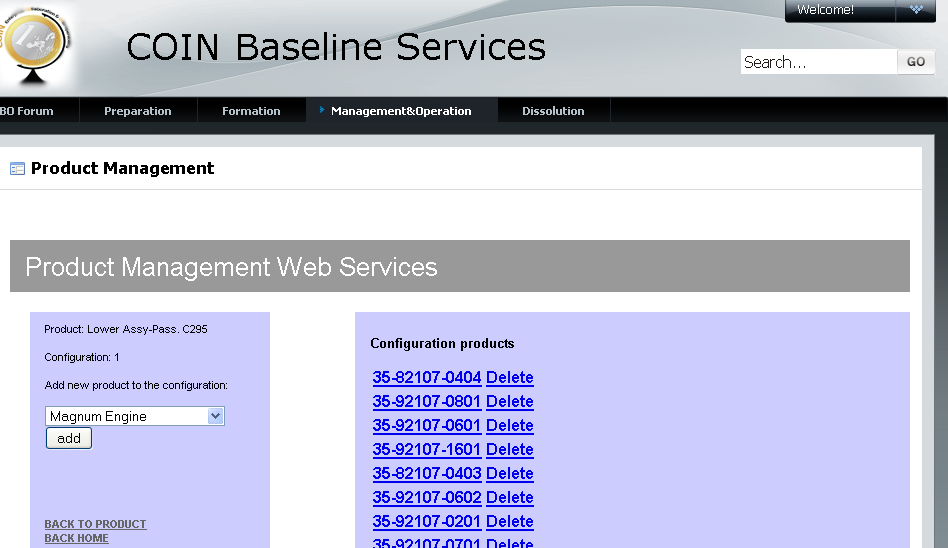 Welcome!
COIN Baseline Services
Search...
GO
BO Forum
Preparation
Formation
Management&Operation
Dissolution
Product Management
Product Management Web Services
Product: Lower Assy-Pass. C295
Configuration: 1
Add new product to the configuration:
Magnum Engine
add
BACK TO PRODUCT
BACK HOME
Configuration products
35-82107-0404 Delete
35-92107-0801 Delete
35-92107-0601 Delete
35-92107-1601 Delete
35-82107-0403 Delete
35-92107-0602 Delete
35-92107-0201 Delete
35-92107-0701 Delete